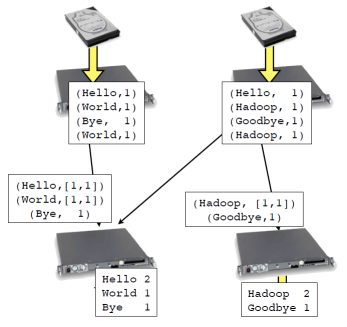 (Hello,1)
(World,1)
(Bye, 1)
(World,1)
(Hello, 1)
(Hadoop, 1)
(Goodbye,1)
(Hadoop, 1)
(Hello,[1,1])
(World,[1,1])
(Bye, 1)
(Hadoop, [1,1])
(Goodbye,1)
Hello 2
World 1
Bye 1
Hadoop 2
Goodbye 1